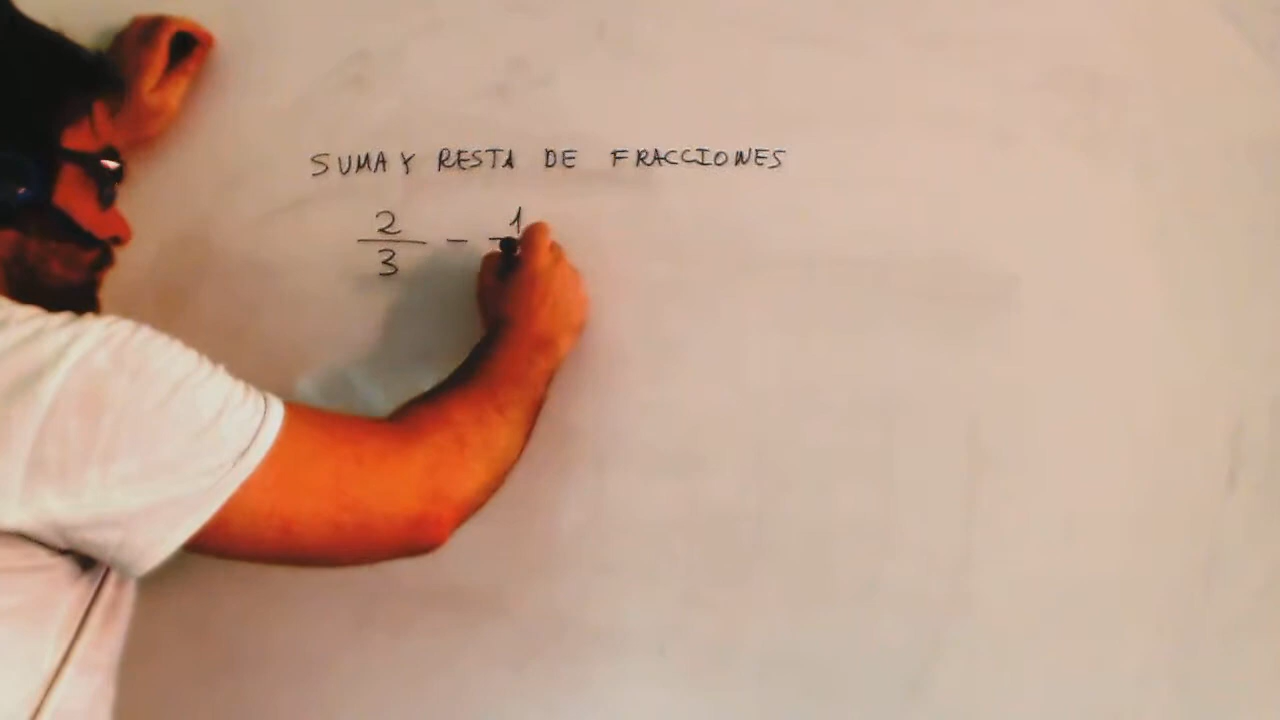 SUMA Y RESTA DE FRACCIONES
2/3 - 1